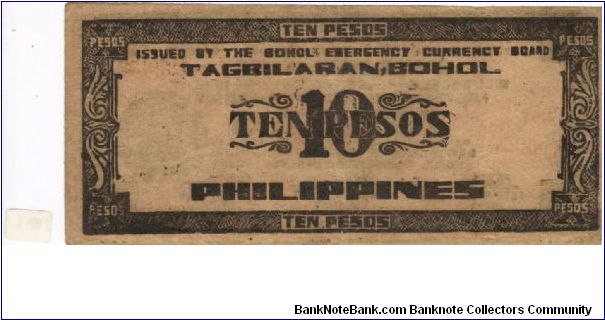 TEN PESOS
PESOS PESOS
ISSUED BY THE BOHOL EMERGENCY CURRENCY BOARD
TAGBILARAN, BOHOL
TEN PESOS
10
PHILIPPINES
PESOS PESOS
TEN PESOS
BankNoteBank.com Banknote Collectors Community